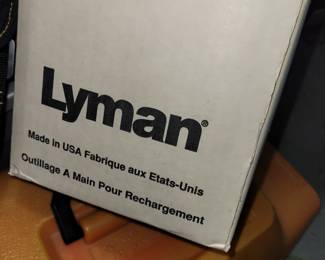 Lyman®
Made in USA Fabrique aux Etats-Unis
Outillage A Main Pour Rechargement